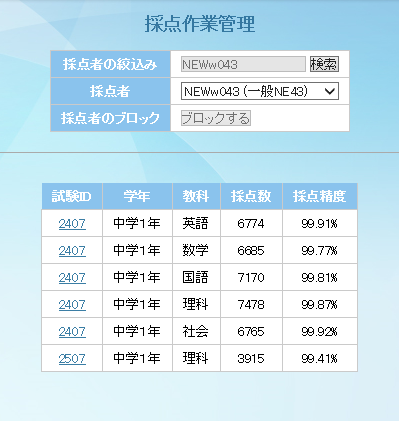 採点作業管理
採点者の絞込み NEWw043 検索
採点者 NEWw043 (一般NE43)
採点者のブロック ブロックする
試験ID 学年 教科 採点数 採点精度
2407 中学1年 英語 6774 99.91%
2407 中学1年 数学 6685 99.77%
2407 中学1年 国語 7170 99.81%
2407 中学1年 理科 7478 99.87%
2407 中学1年 社会 6765 99.92%
2507 中学1年 理科 3915 99.41%